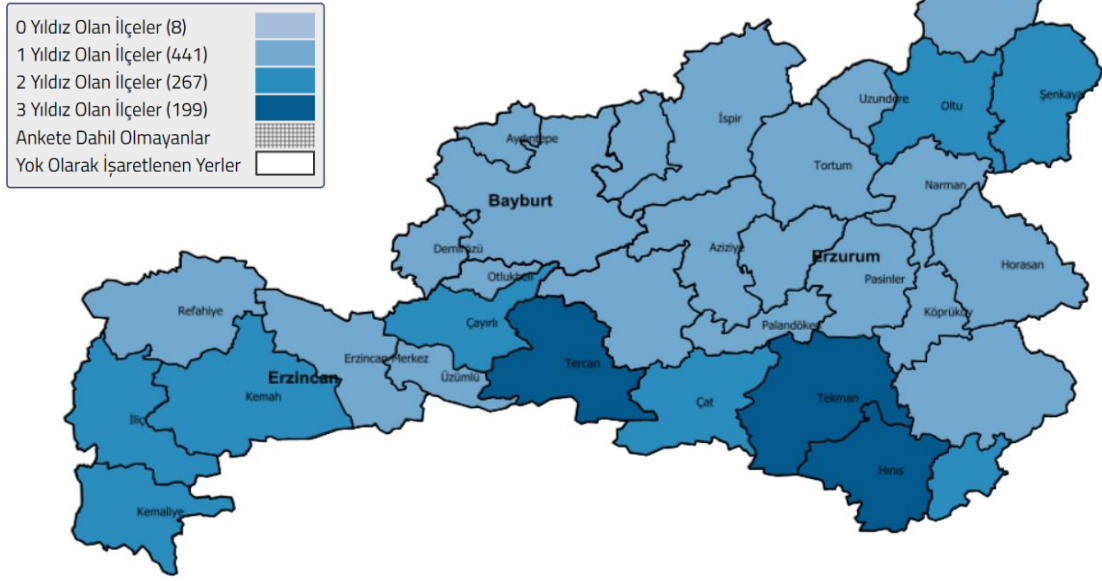 0 Yıldız Olan İlçeler (8)
1 Yıldız Olan İlçeler (441)
2 Yıldız Olan İlçeler (267)
3 Yıldız Olan İlçeler (199)
Ankete Dahil Olmayanlar
Yok Olarak İşaretlenen Yerler
Uzundere
Oltu
Şenkaya
İspir
Aydıntepe
Tortum
Narman
Bayburt
Demirözü
Aziziye
Erzurum
Horasan
Otlukbeli
Pasinler
Refahiye
Köprüköy
Çayırlı
Palandöken
Erzincan Merkez
Tercan
Üzümlü
Erzincan
Kemah
Çat
Tekman
İliç
Hınıs
Kemaliye